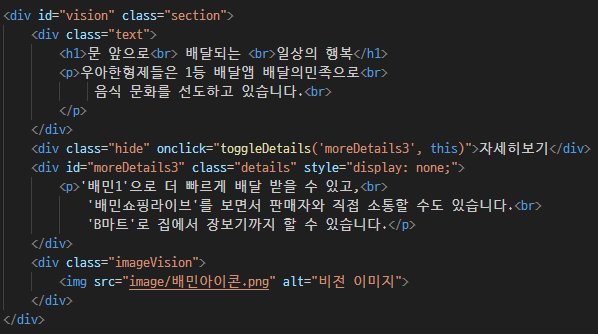 <div id="vision" class="section">
    <div class="text">
        <h1>문 앞으로<br> 배달되는 <br>일상의 행복</h1>
        <p>우아한형제들은 1등 배달앱 배달의민족으로<br>
            음식 문화를 선도하고 있습니다.<br>
        </p>
    </div>
    <div class="hide" onclick="toggleDetails('moreDetails3', this)">자세히보기</div>
    <div id="moreDetails3" class="details" style="display: none;">
        <p>'배민1'으로 더 빠르게 배달 받을 수 있고,<br>
           '배민쇼핑라이브'를 보면서 판매자와 직접 소통할 수도 있습니다.<br>
           'B마트'로 집에서 장보기까지 할 수 있습니다.</p>
    </div>
    <div class="imageVision">
        <img src="image/배민아이콘.png" alt="비전 이미지">
    </div>
</div>